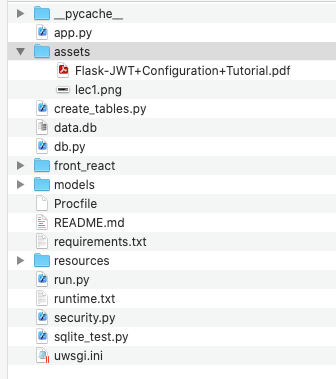 __pycache__
app.py
assets
Flask-JWT+Configuration+Tutorial.pdf
lec1.png
create_tables.py
data.db
db.py
front_react
models
Procfile
README.md
requirements.txt
resources
run.py
runtime.txt
security.py
sqlite_test.py
uwsgi.ini